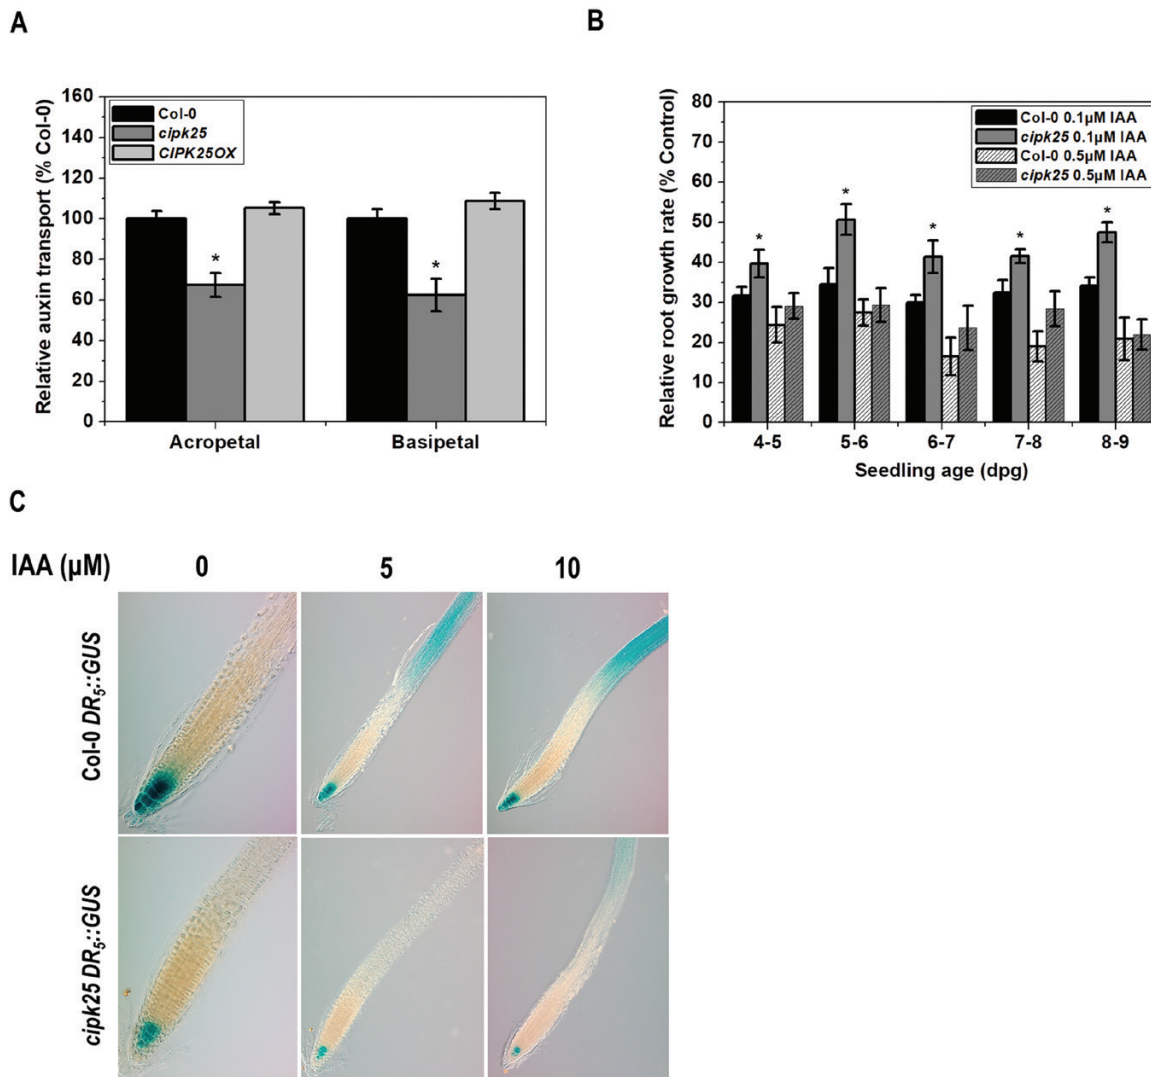 A
Relative auxin transport (% Col-0)
160
140
120
100
80
60
40
20
0
Col-0
cipk25
CIPK25OX
*
*
Acropetal
Basipetal
B
Relative root growth rate (% Control)
80
70
60
50
40
30
20
10
0
Col-0 0.1µM IAA
cipk25 0.1µM IAA
Col-0 0.5µM IAA
cipk25 0.5µM IAA
*
*
*
*
*
4-5
5-6
6-7
7-8
8-9
Seedling age (dpg)
C
IAA (µM)
0
5
10
Col-0 DR5::GUS
cipk25 DR5::GUS